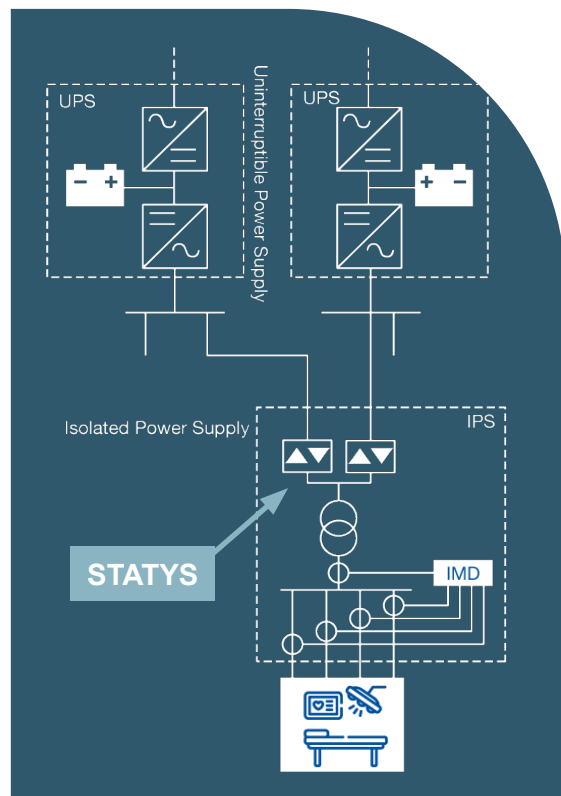 UPS
Uninterruptible Power Supply
UPS
Isolated Power Supply
IPS
STATYS
IMD